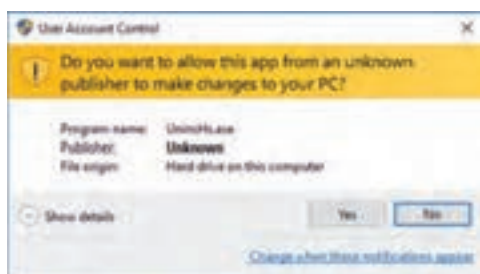 User Account Control
Do you want to allow this app from an unknown
publisher to make changes to your PC?
Program name:
Publisher: Unknown
File origin: Hard drive on this computer
Show details
Yes
No
Change when these notifications appear